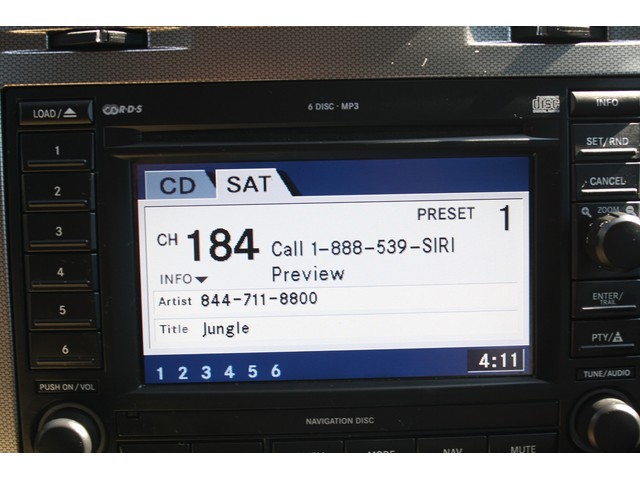 LOAD/
R·D·S
6 DISC · MP3
disc
INFO
SET/RND
CANCEL
ZOOM
ENTER/
TRAIL
PTY/
TUNE/AUDIO
1
2
3
4
5
6
PUSH ON/VOL
CD SAT
PRESET 1
CH 184 Call 1-888-539-SIRI
Preview
INFO
Artist 844-711-8800
Title Jungle
1 2 3 4 5 6 4:11
NAVIGATION DISC
NAV
MUTE